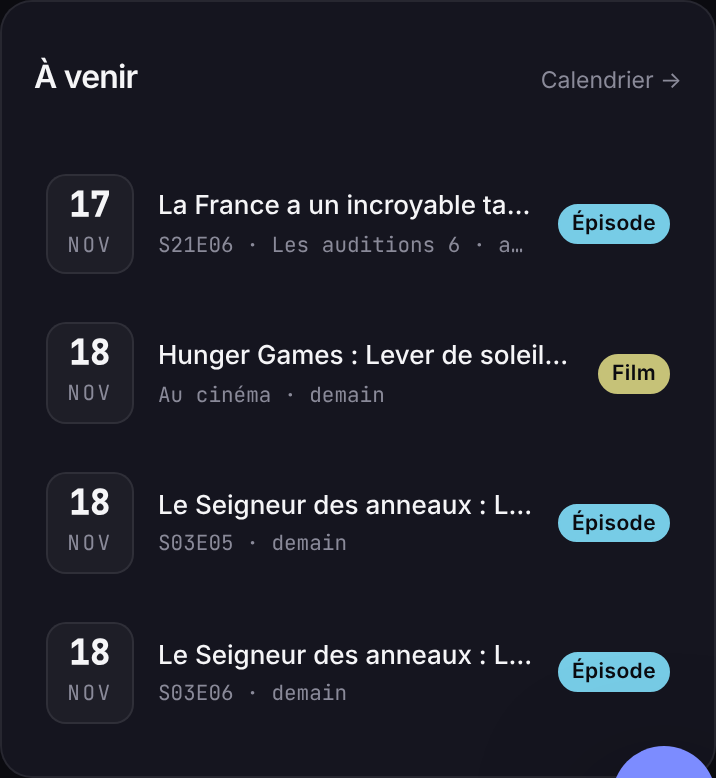 À venir
Calendrier →
17
NOV
La France a un incroyable ta...
S21E06 · Les auditions 6 · a…
Épisode
18
NOV
Hunger Games : Lever de soleil...
Au cinéma · demain
Film
18
NOV
Le Seigneur des anneaux : L...
S03E05 · demain
Épisode
18
NOV
Le Seigneur des anneaux : L...
S03E06 · demain
Épisode